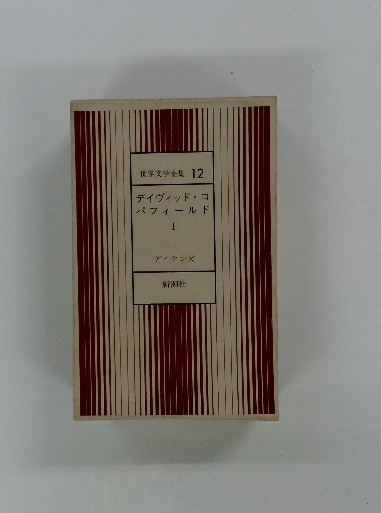 世界文学全集 12
デイヴィッド・コ
パフィールド
I
ディケンズ
新潮社